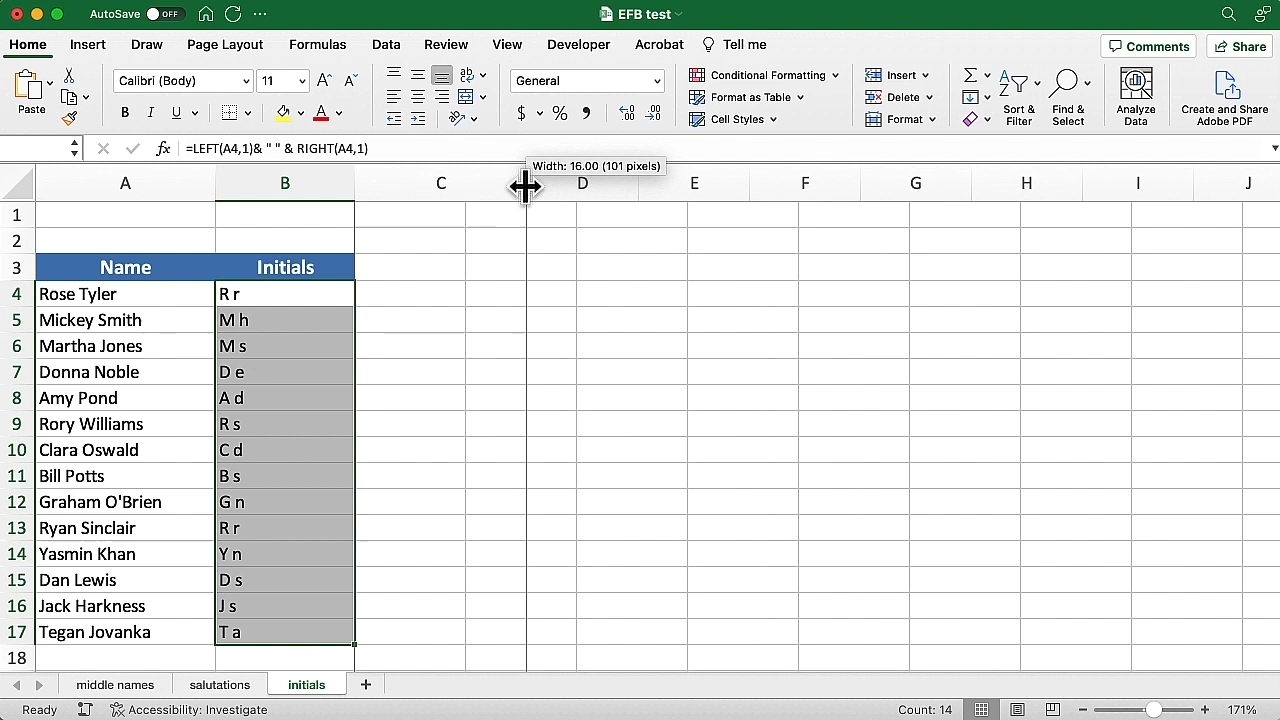 AutoSave OFF ... EFB test
Home Insert Draw Page Layout Formulas Data Review View Developer Acrobat Tell me Comments Share
Paste Calibri (Body) 11 A A General Conditional Formatting Insert Sort & Filter Find & Select Analyze Data Create and Share Adobe PDF
Format as Table Delete
B I U A $ % 9 .00 Cell Styles Format
fx =LEFT(A4,1)& " " & RIGHT(A4,1)
Width: 16.00 (101 pixels)
A B C D E F G H I J
1
2
3 Name Initials
4 Rose Tyler R r
5 Mickey Smith M h
6 Martha Jones M s
7 Donna Noble D e
8 Amy Pond A d
9 Rory Williams R s
10 Clara Oswald C d
11 Bill Potts B s
12 Graham O'Brien G n
13 Ryan Sinclair R r
14 Yasmin Khan Y n
15 Dan Lewis D s
16 Jack Harkness J s
17 Tegan Jovanka T a
18
middle names salutations initials +
Ready Accessibility: Investigate Count: 14 − + 171%